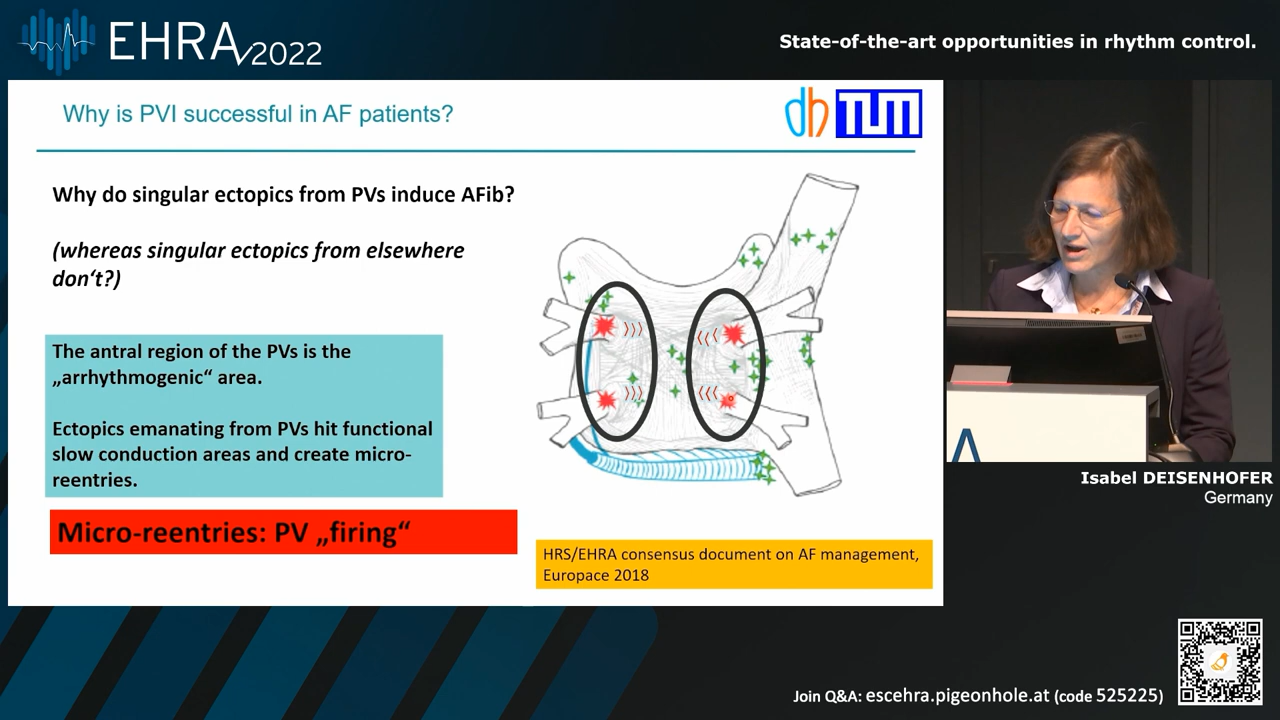 EHRA 2022
State-of-the-art opportunities in rhythm control.
Why is PVI successful in AF patients?
dh TUM
Why do singular ectopics from PVs induce AFib?
(whereas singular ectopics from elsewhere
don‘t?)
The antral region of the PVs is the
„arrhythmogenic“ area.
Ectopics emanating from PVs hit functional
slow conduction areas and create micro-
reentries.
Micro-reentries: PV „firing“
HRS/EHRA consensus document on AF management,
Europace 2018
A
Isabel DEISENHOFER
Germany
Join Q&A: escehra.pigeonhole.at (code 525225)